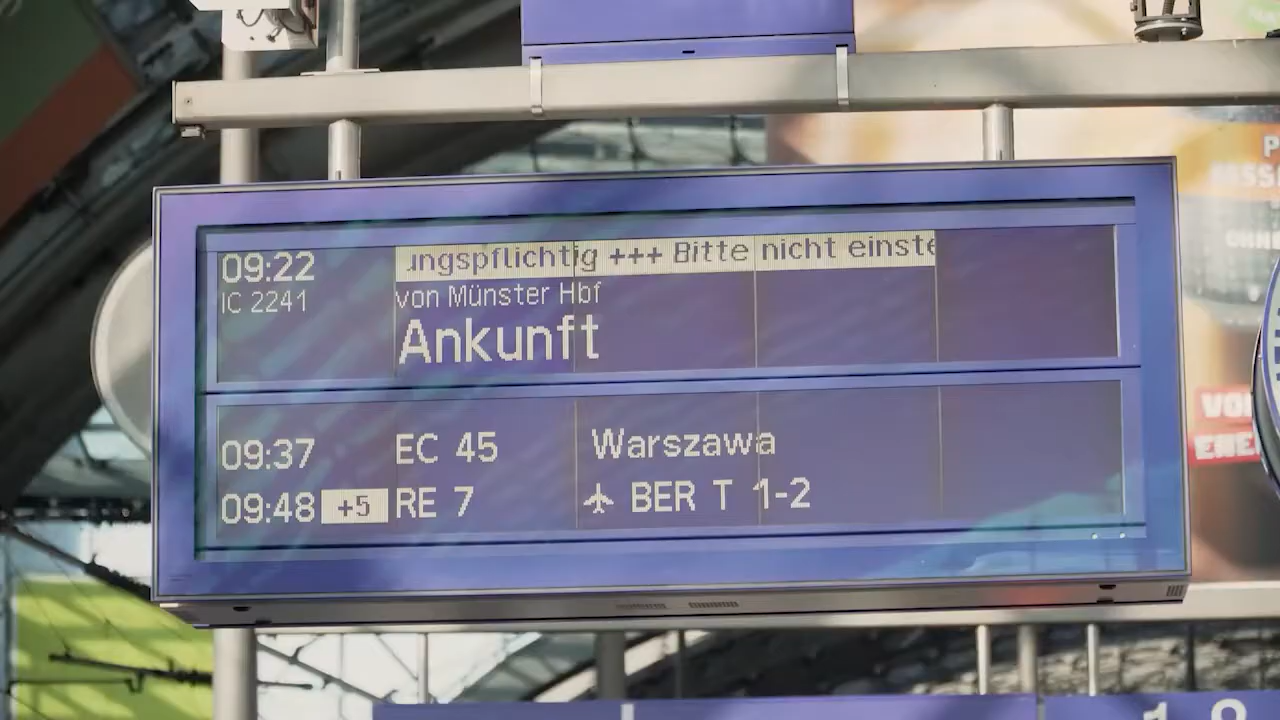 09:22
ungspflichtig +++ Bitte nicht einste
IC 2241
von Münster Hbf
Ankunft
09:37 EC 45 Warszawa
09:48 +5 RE 7 BER T 1-2